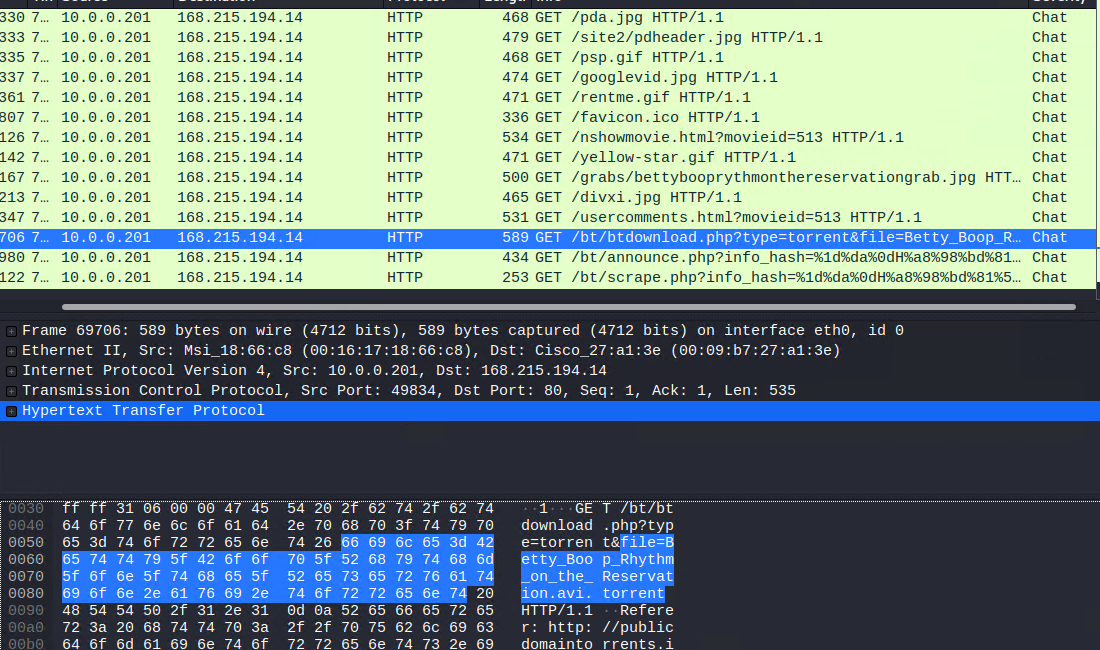 330 7… 10.0.0.201 168.215.194.14 HTTP 468 GET /pda.jpg HTTP/1.1 Chat
333 7… 10.0.0.201 168.215.194.14 HTTP 479 GET /site2/pdheader.jpg HTTP/1.1 Chat
335 7… 10.0.0.201 168.215.194.14 HTTP 468 GET /psp.gif HTTP/1.1 Chat
337 7… 10.0.0.201 168.215.194.14 HTTP 474 GET /googlevid.jpg HTTP/1.1 Chat
361 7… 10.0.0.201 168.215.194.14 HTTP 471 GET /rentme.gif HTTP/1.1 Chat
807 7… 10.0.0.201 168.215.194.14 HTTP 336 GET /favicon.ico HTTP/1.1 Chat
126 7… 10.0.0.201 168.215.194.14 HTTP 534 GET /nshowmovie.html?movieid=513 HTTP/1.1 Chat
142 7… 10.0.0.201 168.215.194.14 HTTP 471 GET /yellow-star.gif HTTP/1.1 Chat
167 7… 10.0.0.201 168.215.194.14 HTTP 500 GET /grabs/bettybooprythmonthereservationgrab.jpg HTT… Chat
213 7… 10.0.0.201 168.215.194.14 HTTP 465 GET /divxi.jpg HTTP/1.1 Chat
347 7… 10.0.0.201 168.215.194.14 HTTP 531 GET /usercomments.html?movieid=513 HTTP/1.1 Chat
706 7… 10.0.0.201 168.215.194.14 HTTP 589 GET /bt/btdownload.php?type=torrent&file=Betty_Boop_R… Chat
980 7… 10.0.0.201 168.215.194.14 HTTP 434 GET /bt/announce.php?info_hash=%1d%da%0dH%a8%98%bd%81… Chat
122 7… 10.0.0.201 168.215.194.14 HTTP 253 GET /bt/scrape.php?info_hash=%1d%da%0dH%a8%98%bd%81%5… Chat
Frame 69706: 589 bytes on wire (4712 bits), 589 bytes captured (4712 bits) on interface eth0, id 0
Ethernet II, Src: Msi_18:66:c8 (00:16:17:18:66:c8), Dst: Cisco_27:a1:3e (00:09:b7:27:a1:3e)
Internet Protocol Version 4, Src: 10.0.0.201, Dst: 168.215.194.14
Transmission Control Protocol, Src Port: 49834, Dst Port: 80, Seq: 1, Ack: 1, Len: 535
Hypertext Transfer Protocol
0030 ff ff 31 06 00 00 47 45 54 20 2f 62 74 2f 62 74 ··1···GE T /bt/bt
0040 64 6f 77 6e 6c 6f 61 64 2e 70 68 70 3f 74 79 70 download .php?typ
0050 65 3d 74 6f 72 72 65 6e 74 26 66 69 6c 65 3d 42 e=torren t&file=B
0060 65 74 74 79 5f 42 6f 6f 70 5f 52 68 79 74 68 6d etty_Boo p_Rhythm
0070 5f 6f 6e 5f 74 68 65 5f 52 65 73 65 72 76 61 74 _on_the_ Reservat
0080 69 6f 6e 2e 61 76 69 2e 74 6f 72 72 65 6e 74 20 ion.avi. torrent
0090 48 54 54 50 2f 31 2e 31 0d 0a 52 65 66 65 72 65 HTTP/1.1 ··Refere
00a0 72 3a 20 68 74 74 70 3a 2f 2f 70 75 62 6c 69 63 r: http: //public
00b0 64 6f 6d 61 69 6e 74 6f 72 72 65 6e 74 73 2e 69 domainto rrents.i